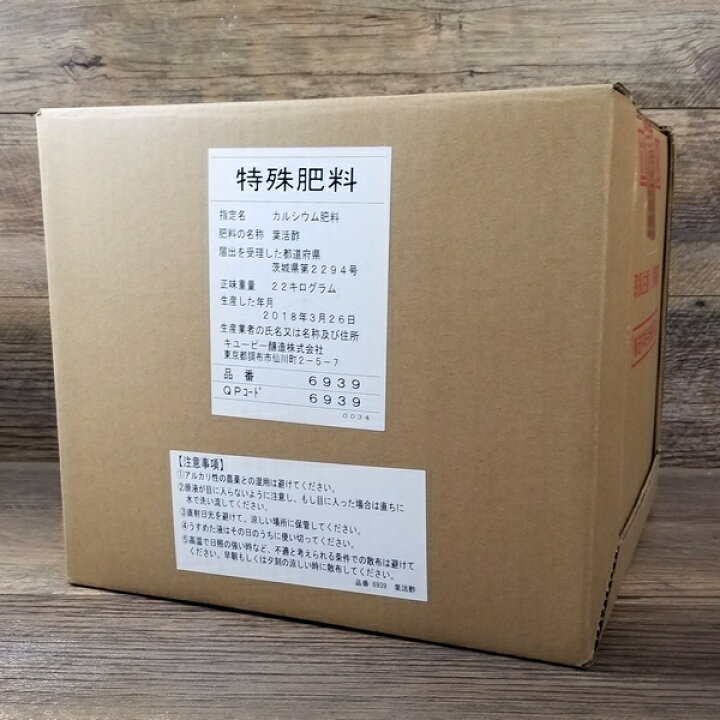 特殊肥料
指定名 カルシウム肥料
肥料の名称 葉活酢
届出を受理した都道府県
茨城県第2294号
正味重量 22キログラム
生産した年月
2018年3月26日
生産業者の氏名又は名称及び住所
キユーピー醸造株式会社
東京都調布市仙川町2-5-7
品番 6939
QPコード 6939
0034
【注意事項】
①アルカリ性の農薬との混用は避けてください。
②原液が目に入らないように注意し、もし目に入った場合は直ちに
水で洗い流してください。
③直射日光を避けて、涼しい場所に保管してください。
④うすめた液はその日のうちに使い切ってください。
⑤高温で日照の強い時など、不適と考えられる条件での散布は避けて
ください。早朝もしくは夕刻の涼しい時に散布してください。
品番 6939 葉活酢